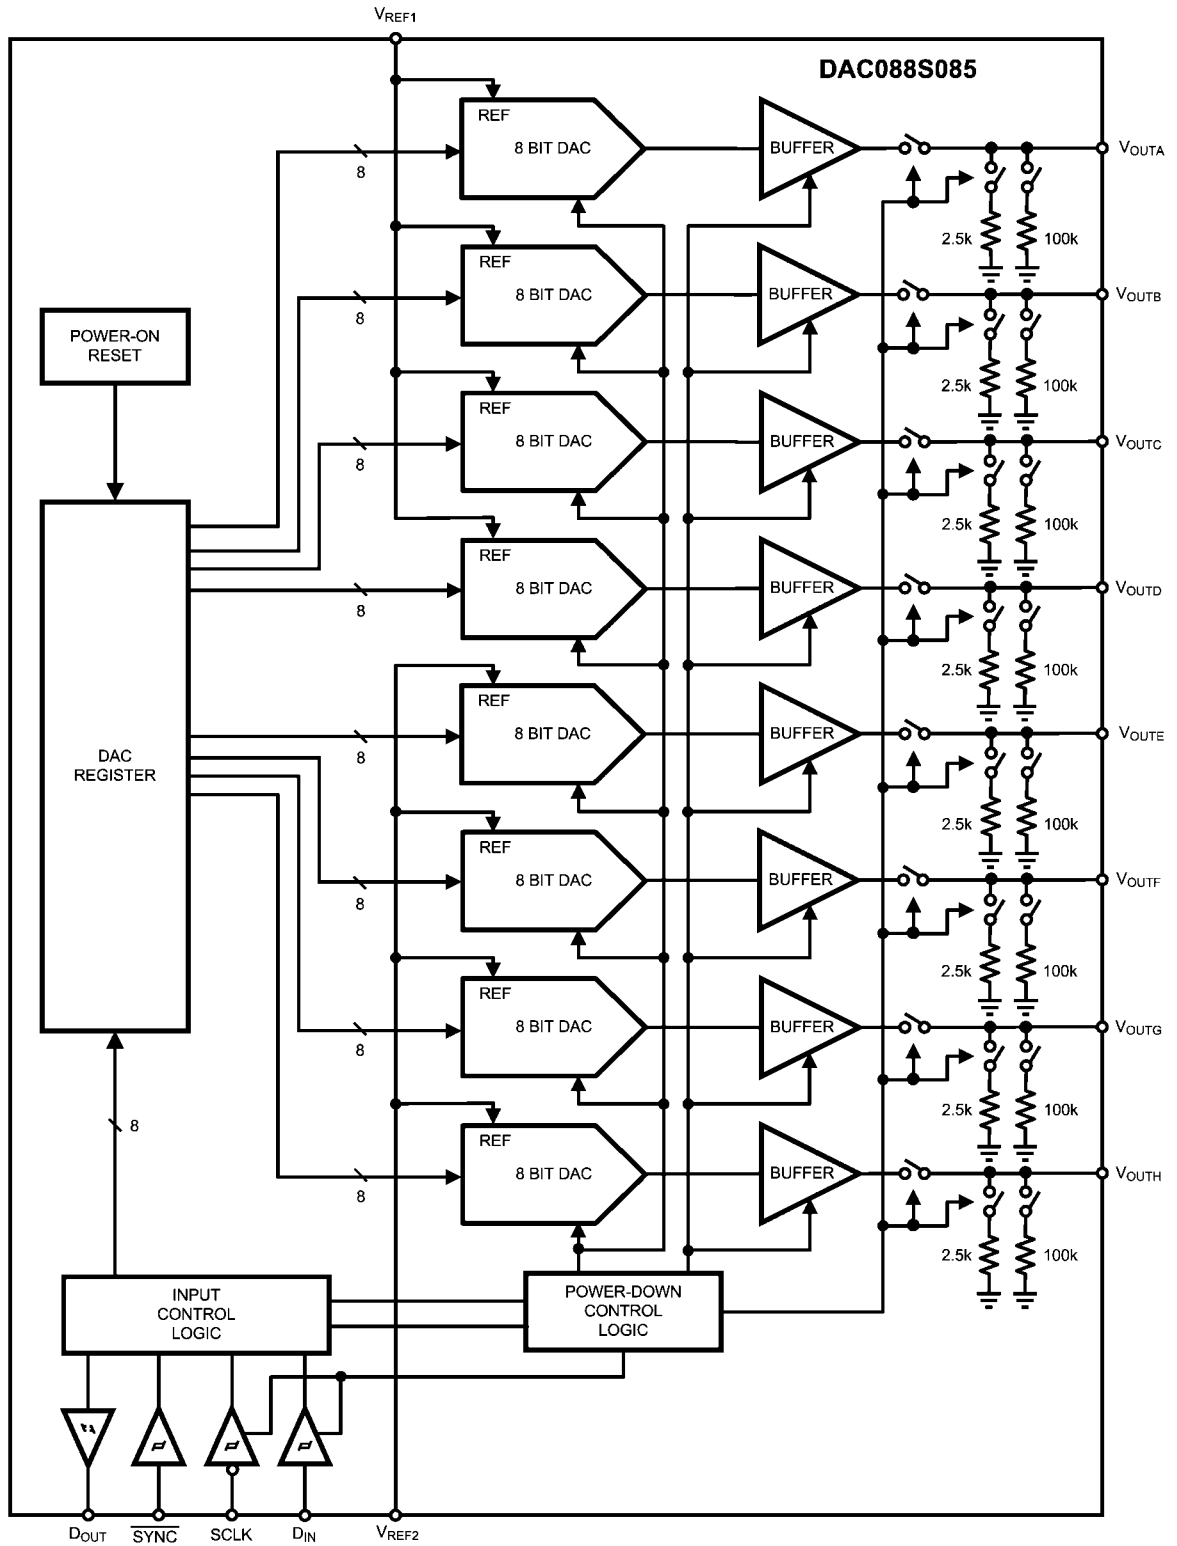 VREF1
DAC088S085
REF
8 BIT DAC
BUFFER
VOUTA
8
2.5k
100k
REF
8 BIT DAC
BUFFER
VOUTB
8
POWER-ON
RESET
2.5k
100k
REF
8 BIT DAC
BUFFER
VOUTC
8
2.5k
100k
REF
8 BIT DAC
BUFFER
VOUTD
8
2.5k
100k
REF
8 BIT DAC
BUFFER
VOUTE
8
DAC
REGISTER
2.5k
100k
REF
8 BIT DAC
BUFFER
VOUTF
8
2.5k
100k
REF
8 BIT DAC
BUFFER
VOUTG
8
2.5k
100k
8
REF
8 BIT DAC
BUFFER
VOUTH
8
2.5k
100k
INPUT
CONTROL
LOGIC
POWER-DOWN
CONTROL
LOGIC
DOUT
SYNC
SCLK
DIN
VREF2